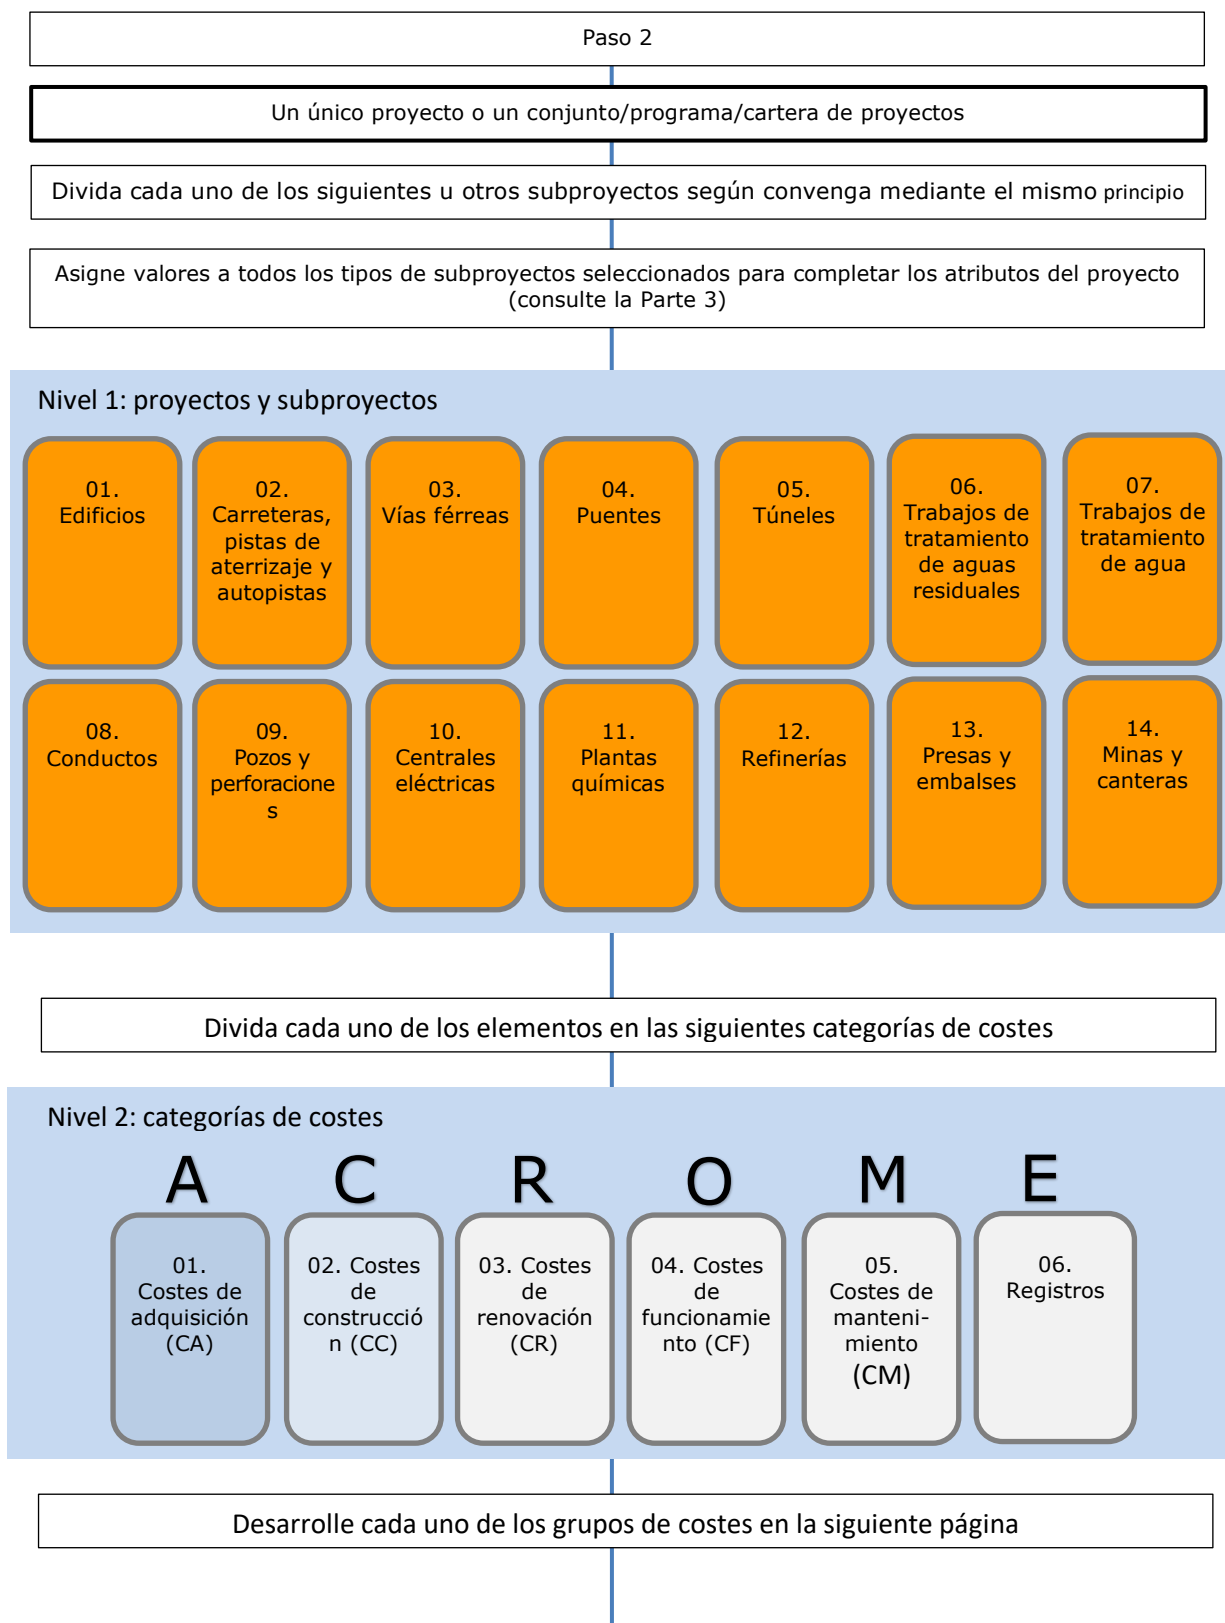 Paso 2
Un único proyecto o un conjunto/programa/cartera de proyectos
Divida cada uno de los siguientes u otros subproyectos según convenga mediante el mismo principio
Asigne valores a todos los tipos de subproyectos seleccionados para completar los atributos del proyecto
(consulte la Parte 3)
Nivel 1: proyectos y subproyectos
01.
Edificios
02.
Carreteras,
pistas de
aterrizaje y
autopistas
03.
Vías férreas
04.
Puentes
05.
Túneles
06.
Trabajos de
tratamiento
de aguas
residuales
07.
Trabajos de
tratamiento
de agua
08.
Conductos
09.
Pozos y
perforacione
s
10.
Centrales
eléctricas
11.
Plantas
químicas
12.
Refinerías
13.
Presas y
embalses
14.
Minas y
canteras
Divida cada uno de los elementos en las siguientes categorías de costes
Nivel 2: categorías de costes
A C R O M E
01.
Costes de
adquisición
(CA)
02. Costes
de
construcció
n (CC)
03. Costes
de
renovación
(CR)
04. Costes
de
funcionamie
nto (CF)
05.
Costes de
manteni-
miento
(CM)
06.
Registros
Desarrolle cada uno de los grupos de costes en la siguiente página